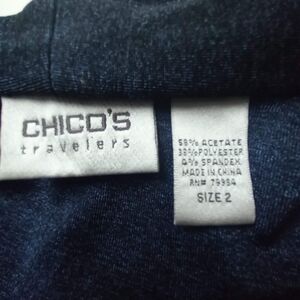 CHICO'S
travelers
58% ACETATE
38% POLYESTER
4% SPANDEX
MADE IN CHINA
RN# 79984
SIZE 2